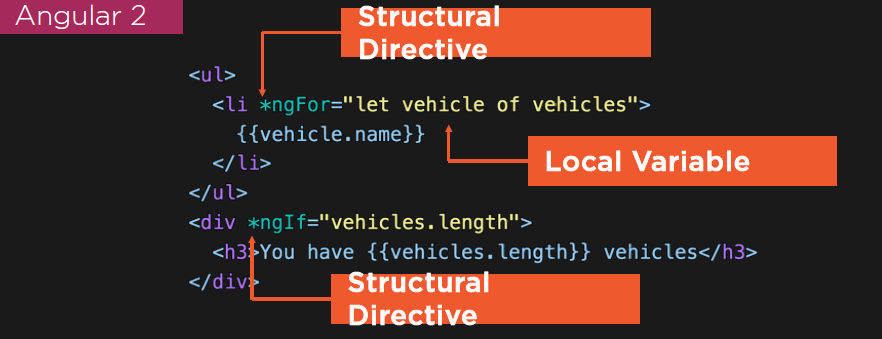 Angular 2
Structural
Directive
<ul>
<li *ngFor="let vehicle of vehicles">
{{vehicle.name}}
Local Variable
</li>
</ul>
<div *ngIf="vehicles.length">
<h3>You have {{vehicles.length}} vehicles</h3>
</div>
Structural
Directive